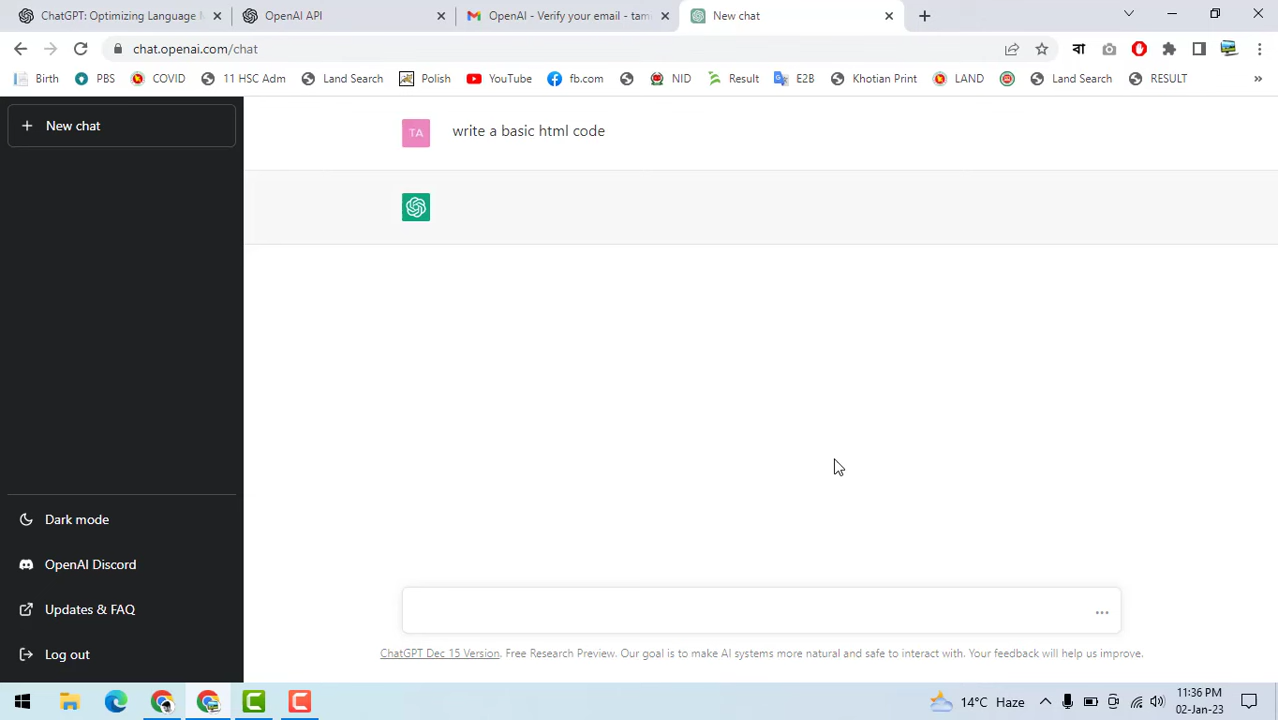 ChatGPT: Optimizing Language
OpenAI API
OpenAI - Verify your email - tam
New chat
chat.openai.com/chat
বা
Birth
PBS
COVID
11 HSC Adm
Land Search
Polish
YouTube
fb.com
NID
Result
E2B
Khotian Print
LAND
Land Search
RESULT
»
New chat
TA
write a basic html code
Dark mode
OpenAI Discord
Updates & FAQ
Log out
...
ChatGPT Dec 15 Version. Free Research Preview. Our goal is to make AI systems more natural and safe to interact with. Your feedback will help us improve.
14°C Haze
11:36 PM
02-Jan-23